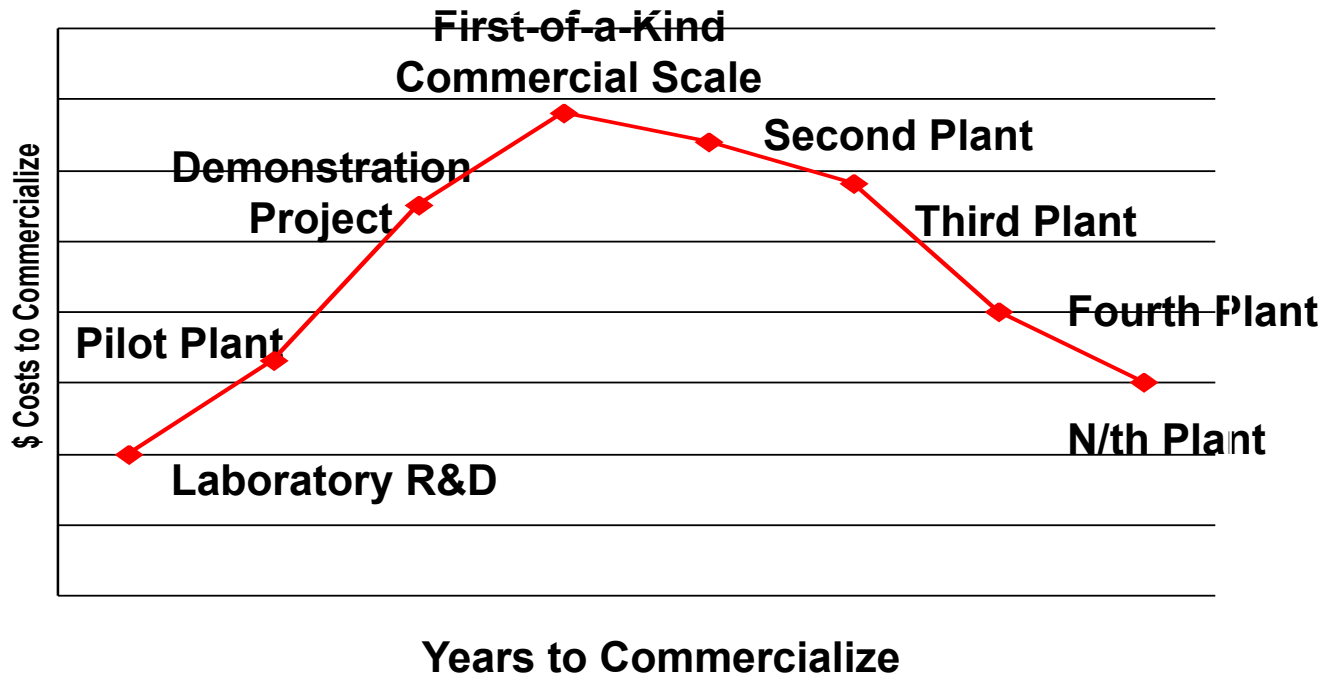 First-of-a-Kind
Commercial Scale
Second Plant
Demonstration
Project
Third Plant
Fourth Plant
Pilot Plant
N/th Plant
Laboratory R&D
$ Costs to Commercialize
Years to Commercialize